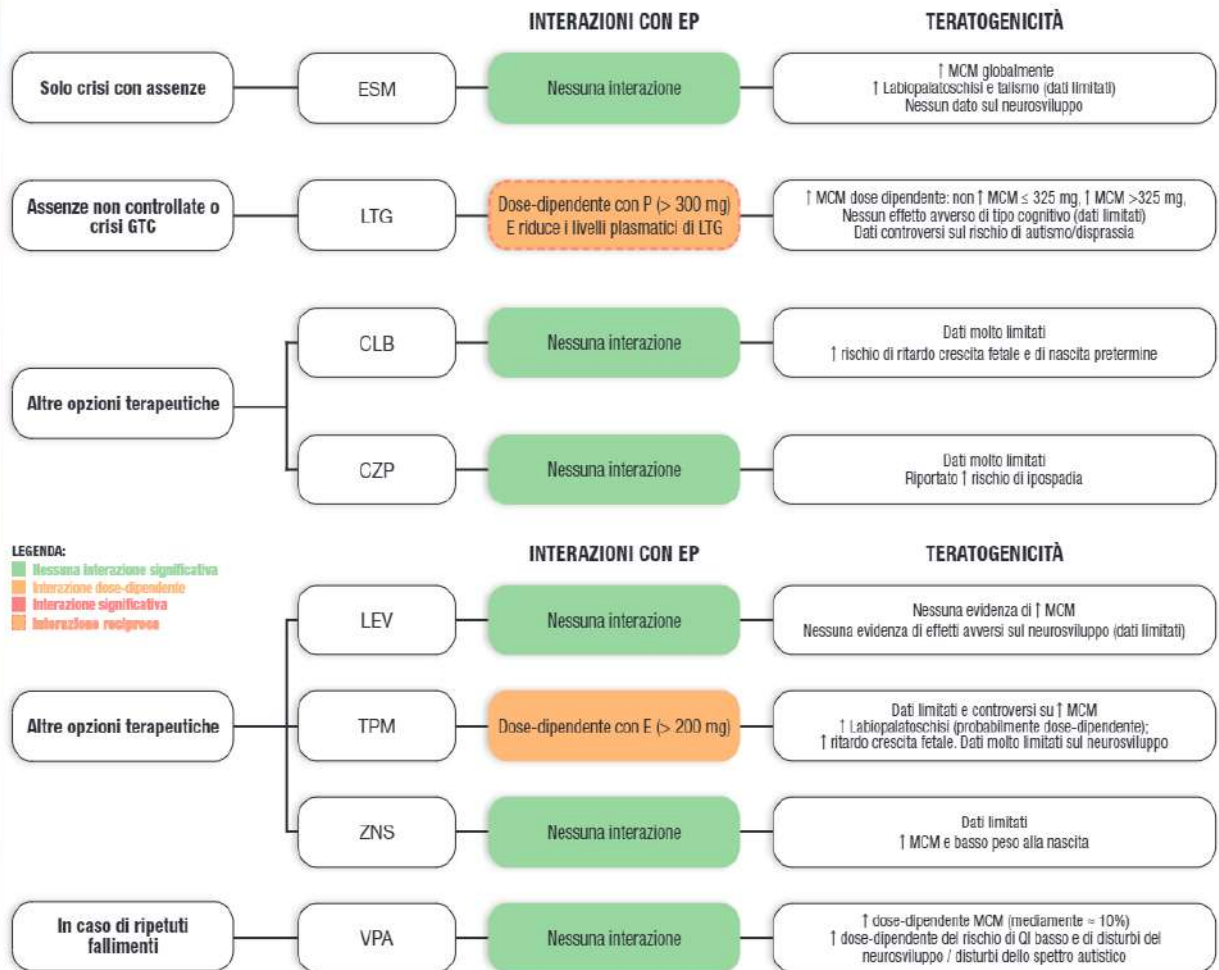 INTERAZIONI CON EP
TERATOGENICITÀ
Solo crisi con assenze
ESM
Nessuna interazione
↑ MCM globalmente
↑ Labiopalatoschisi e talismo (dati limitati)
Nessun dato sul neurosviluppo
Assenze non controllate o
crisi GTC
LTG
Dose-dipendente con P (> 300 mg)
E riduce i livelli plasmatici di LTG
↑ MCM dose dipendente: non ↑ MCM ≤ 325 mg, ↑ MCM >325 mg,
Nessun effetto avverso di tipo cognitivo (dati limitati)
Dati controversi sul rischio di autismo/disprassia
Altre opzioni terapeutiche
CLB
Nessuna interazione
Dati molto limitati
↑ rischio di ritardo crescita fetale e di nascita pretermine
CZP
Nessuna interazione
Dati molto limitati
Riportato ↑ rischio di ipospadia
LEGENDA:
Nessuna interazione significativa
Interazione dose-dipendente
Interazione significativa
Interazione reciproca
INTERAZIONI CON EP
TERATOGENICITÀ
Altre opzioni terapeutiche
LEV
Nessuna interazione
Nessuna evidenza di ↑ MCM
Nessuna evidenza di effetti avversi sul neurosviluppo (dati limitati)
TPM
Dose-dipendente con E (> 200 mg)
Dati limitati e controversi su ↑ MCM
↑ Labiopalatoschisi (probabilmente dose-dipendente);
↑ ritardo crescita fetale. Dati molto limitati sul neurosviluppo
ZNS
Nessuna interazione
Dati limitati
↑ MCM e basso peso alla nascita
In caso di ripetuti
fallimenti
VPA
Nessuna interazione
↑ dose-dipendente MCM (mediamente ≈ 10%)
↑ dose-dipendente del rischio di QI basso e di disturbi del
neurosviluppo / disturbi dello spettro autistico